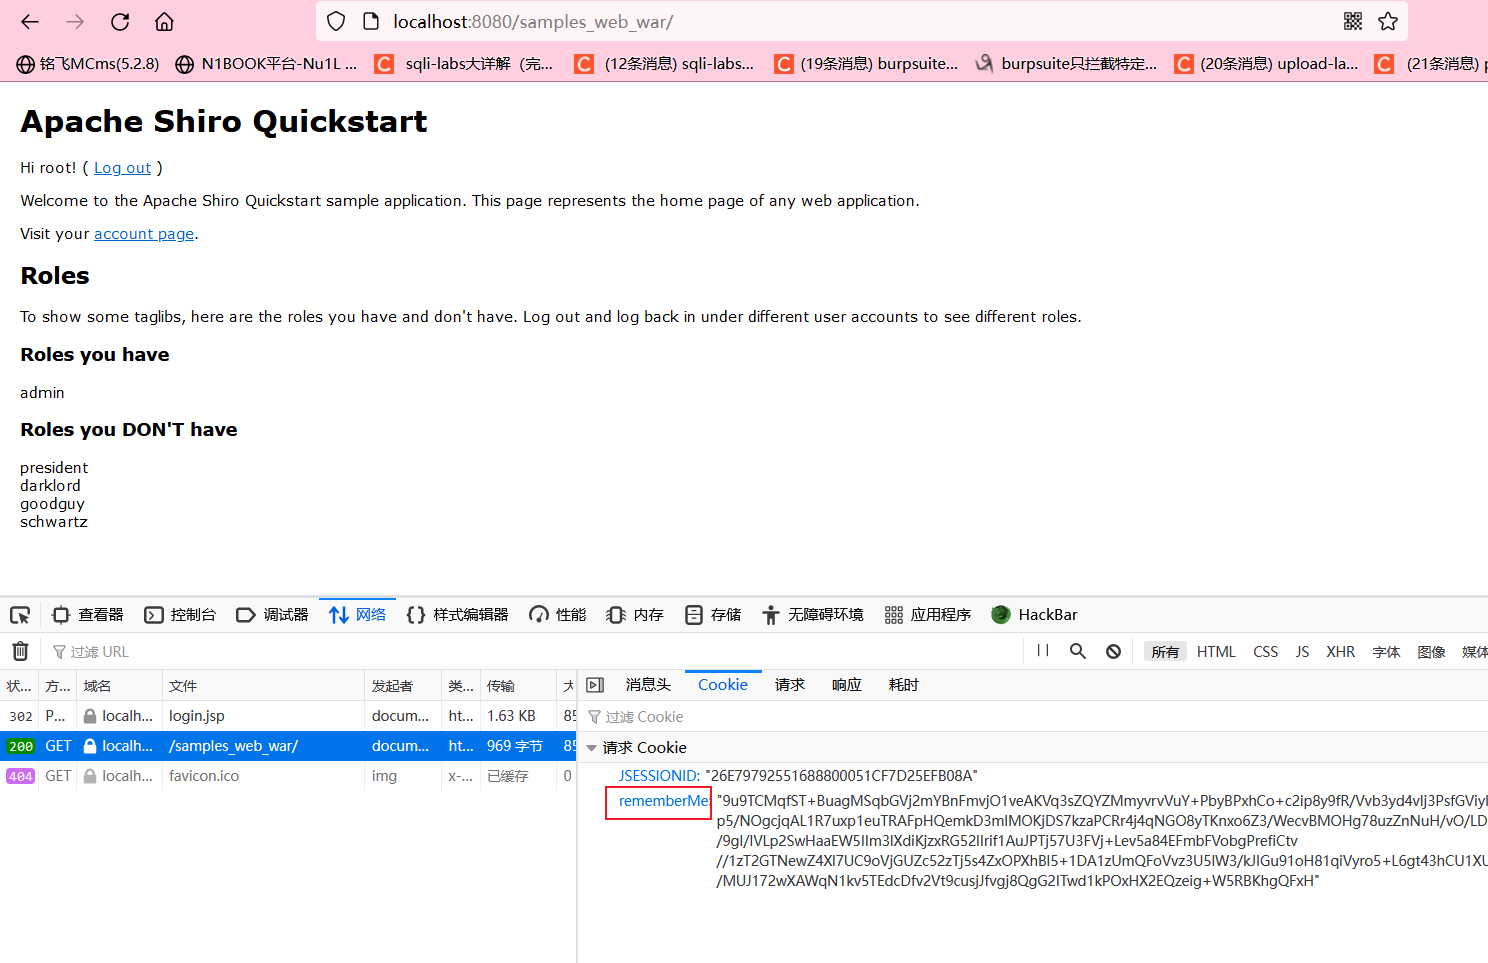 localhost:8080/samples_web_war/
铭飞MCms(5.2.8) N1BOOK平台-Nu1L ... sqli-labs大详解（完... (12条消息) sqli-labs... (19条消息) burpsuite... burpsuite只拦截特定... (20条消息) upload-la... (21条消息) p
Apache Shiro Quickstart
Hi root! ( Log out )
Welcome to the Apache Shiro Quickstart sample application. This page represents the home page of any web application.
Visit your account page.
Roles
To show some taglibs, here are the roles you have and don't have. Log out and log back in under different user accounts to see different roles.
Roles you have
admin
Roles you DON'T have
president
darklord
goodguy
schwartz
查看器 控制台 调试器 网络 样式编辑器 性能 内存 存储 无障碍环境 应用程序 HackBar
过滤 URL 所有 HTML CSS JS XHR 字体 图像 媒体
状... 方... 域名 文件 发起者 类... 传输 大 消息头 Cookie 请求 响应 耗时
302 P... localh... login.jsp docum... ht... 1.63 KB 85 过滤 Cookie
200 GET localh... /samples_web_war/ docum... ht... 969 字节 85 请求 Cookie
404 GET localh... favicon.ico img x-... 已缓存 0
JSESSIONID: "26E79792551688800051CF7D25EFB08A"
rememberMe: "9u9TCMqfST+BuagMSqbGVj2mYBnFmvjO1veAKVq3sZQYZMmyvrvVuY+PbyBPxhCo+c2ip8y9fR/Vvb3yd4vIj3PsfGViyI
p5/NOgcjqAL1R7uxp1euTRAFpHQemkD3mlMOKjDS7kzaPCRr4j4qNGO8yTKnxo6Z3/WecvBMOHg78uzZnNuH/vO/LD
/9gI/IVLp2SwHaaEW5IIm3lXdiKjzxRG52IIrif1AuJPTj57U3FVj+Lev5a84EFmbFVobgPrefiCtv
//1zT2GTNewZ4XI7UC9oVjGUZc52zTj5s4ZxOPXhBI5+1DA1zUmQFoVvz3U5IW3/kJIGu91oH81qiVyro5+L6gt43hCU1XU
/MUJ172wXAWqN1kv5TEdcDfv2Vt9cusjJfvgj8QgG2ITwd1kPOxHX2EQzeig+W5RBKhgQFxH"